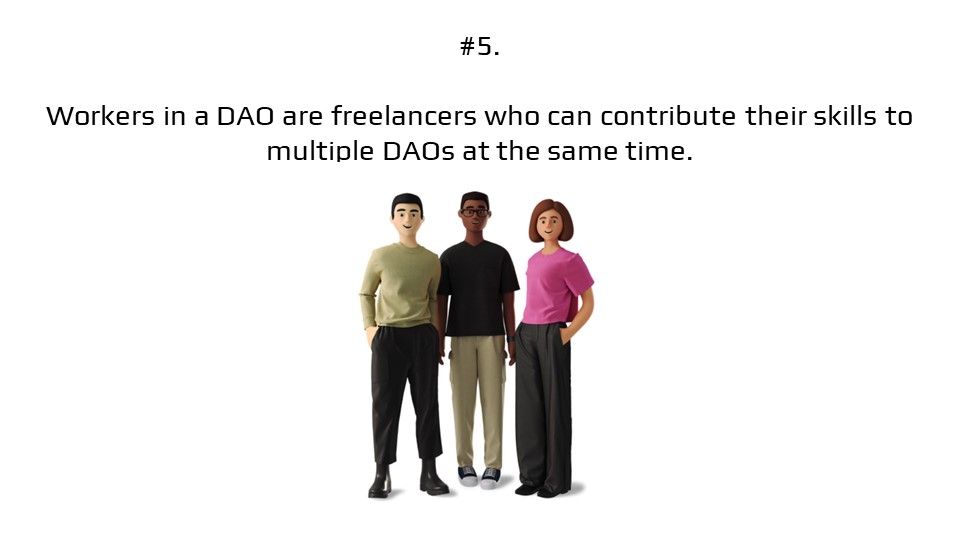 #5.
Workers in a DAO are freelancers who can contribute their skills to
multiple DAOs at the same time.